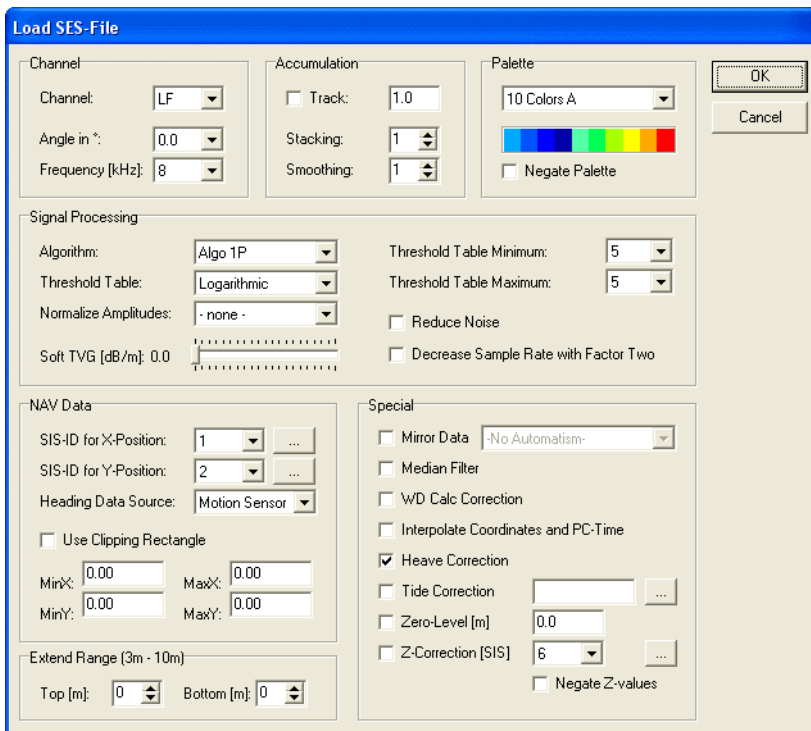 Load SES-File
Channel
Channel: LF
Angle in °: 0.0
Frequency [kHz]: 8
Accumulation
Track: 1.0
Stacking: 1
Smoothing: 1
Palette
10 Colors A
Negate Palette
OK
Cancel
Signal Processing
Algorithm: Algo 1P
Threshold Table: Logarithmic
Normalize Amplitudes: - none -
Soft TVG [dB/m]: 0.0
Threshold Table Minimum: 5
Threshold Table Maximum: 5
Reduce Noise
Decrease Sample Rate with Factor Two
NAV Data
SIS-ID for X-Position: 1 ...
SIS-ID for Y-Position: 2 ...
Heading Data Source: Motion Sensor
Use Clipping Rectangle
MinX: 0.00 MaxX: 0.00
MinY: 0.00 MaxY: 0.00
Extend Range (3m - 10m)
Top [m]: 0 Bottom [m]: 0
Special
Mirror Data -No Automatism-
Median Filter
WD Calc Correction
Interpolate Coordinates and PC-Time
Heave Correction
Tide Correction ...
Zero-Level [m] 0.0
Z-Correction [SIS] 6 ...
Negate Z-values